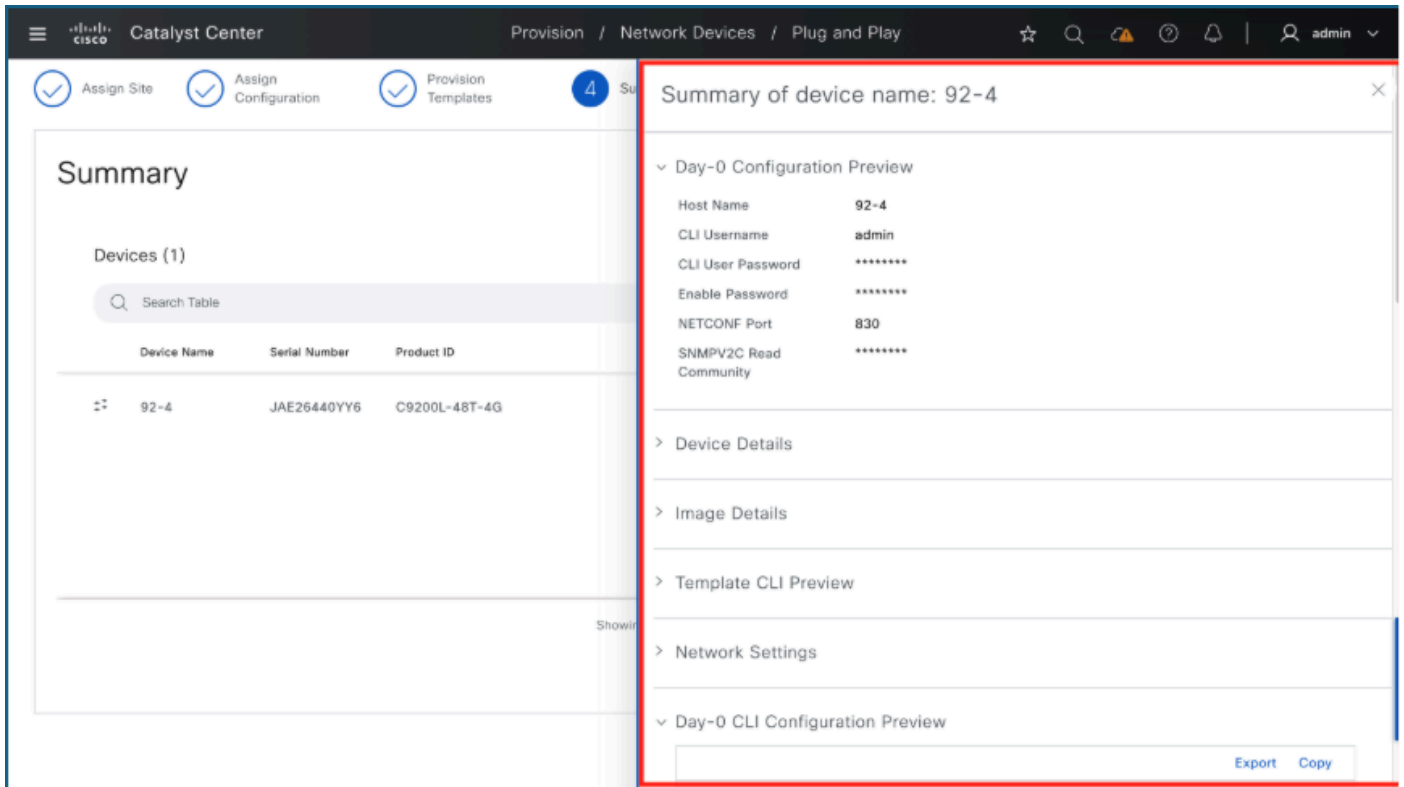 cisco Catalyst Center
Provision / Network Devices / Plug and Play
admin
Assign Site
Assign
Configuration
Provision
Templates
4
Summary
Devices (1)
Search Table
Device Name Serial Number Product ID
92-4 JAE26440YY6 C9200L-48T-4G
Summary of device name: 92-4
Day-0 Configuration Preview
Host Name 92-4
CLI Username admin
CLI User Password ********
Enable Password ********
NETCONF Port 830
SNMPV2C Read ********
Community
Device Details
Image Details
Template CLI Preview
Network Settings
Day-0 CLI Configuration Preview
Export Copy